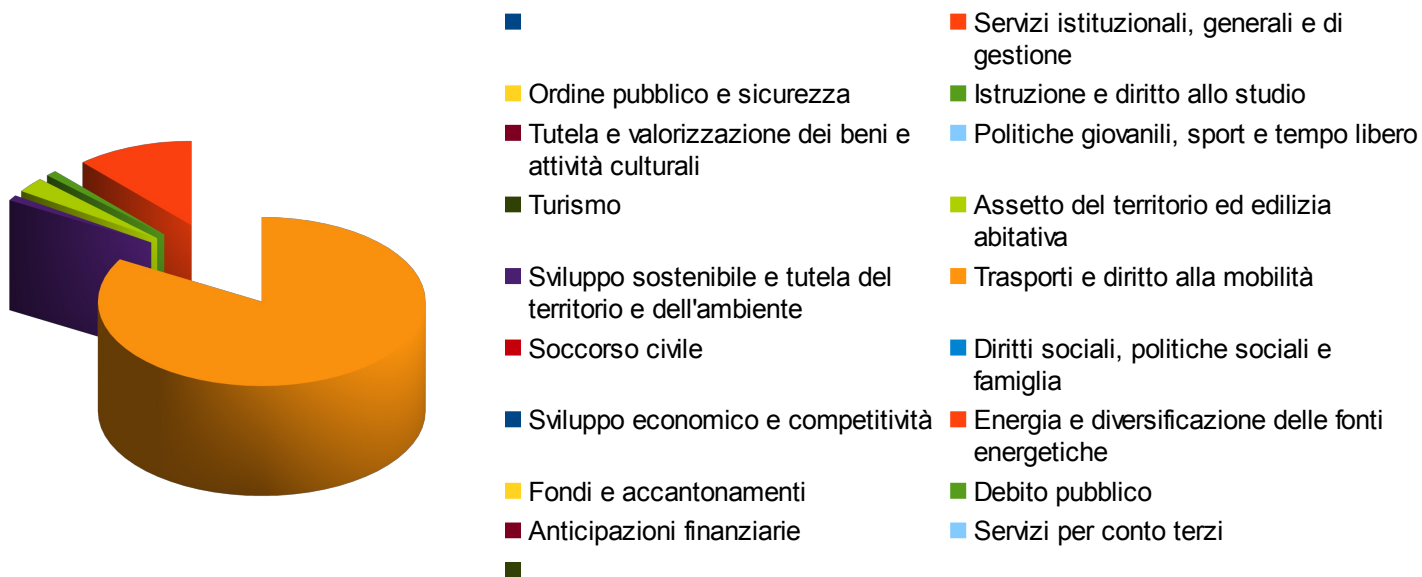 Servizi istituzionali, generali e di
gestione
Ordine pubblico e sicurezza
Istruzione e diritto allo studio
Tutela e valorizzazione dei beni e
attività culturali
Politiche giovanili, sport e tempo libero
Turismo
Assetto del territorio ed edilizia
abitativa
Sviluppo sostenibile e tutela del
territorio e dell'ambiente
Trasporti e diritto alla mobilità
Soccorso civile
Diritti sociali, politiche sociali e
famiglia
Sviluppo economico e competitività
Energia e diversificazione delle fonti
energetiche
Fondi e accantonamenti
Debito pubblico
Anticipazioni finanziarie
Servizi per conto terzi